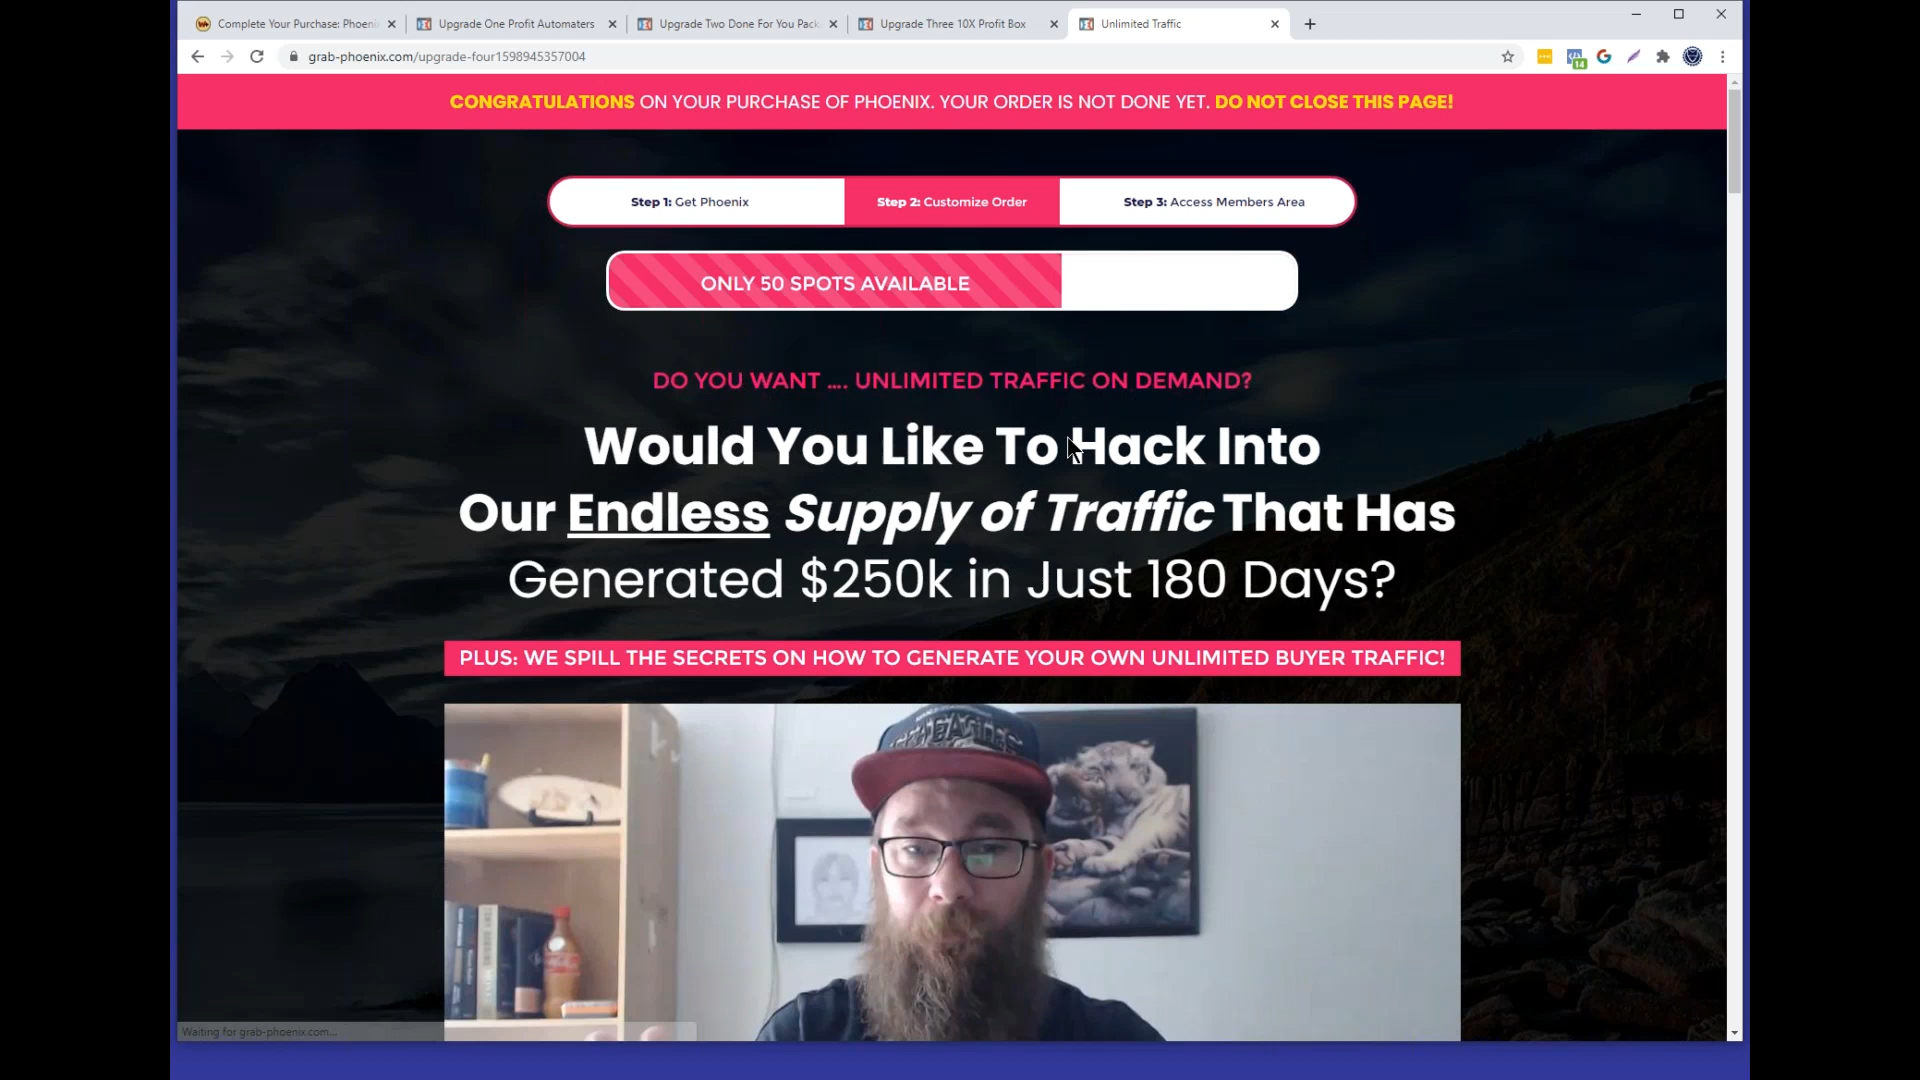 Complete Your Purchase: Phoeni
Upgrade One Profit Automaters
Upgrade Two Done For You Pack
Upgrade Three 10X Profit Box
Unlimited Traffic
grab-phoenix.com/upgrade-four1598945357004
14
CONGRATULATIONS ON YOUR PURCHASE OF PHOENIX. YOUR ORDER IS NOT DONE YET. DO NOT CLOSE THIS PAGE!
Step 1: Get Phoenix
Step 2: Customize Order
Step 3: Access Members Area
ONLY 50 SPOTS AVAILABLE
DO YOU WANT .... UNLIMITED TRAFFIC ON DEMAND?
Would You Like To Hack Into
Our Endless Supply of Traffic That Has
Generated $250k in Just 180 Days?
PLUS: WE SPILL THE SECRETS ON HOW TO GENERATE YOUR OWN UNLIMITED BUYER TRAFFIC!
Waiting for grab-phoenix.com...